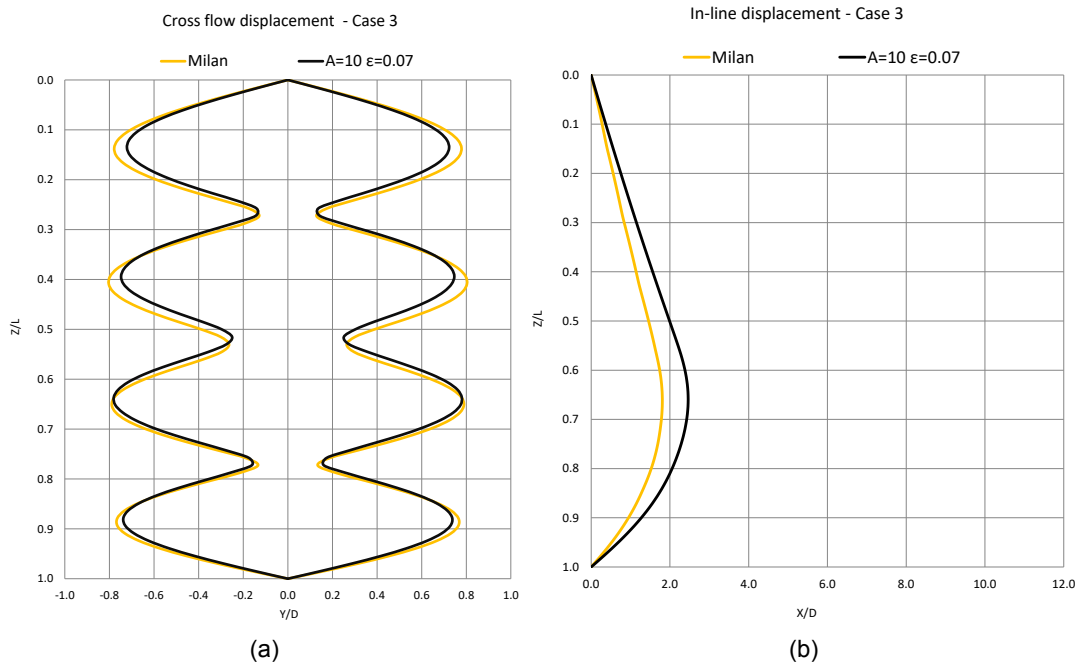 Cross flow displacement - Case 3
Milan
A=10 ε=0.07
0.0
0.1
0.2
0.3
0.4
0.5
0.6
0.7
0.8
0.9
1.0
Z/L
-1.0 -0.8 -0.6 -0.4 -0.2 0.0 0.2 0.4 0.6 0.8 1.0
Y/D
(a)
In-line displacement - Case 3
Milan
A=10 ε=0.07
0.0
0.1
0.2
0.3
0.4
0.5
0.6
0.7
0.8
0.9
1.0
Z/L
0.0 2.0 4.0 6.0 8.0 10.0 12.0
X/D
(b)